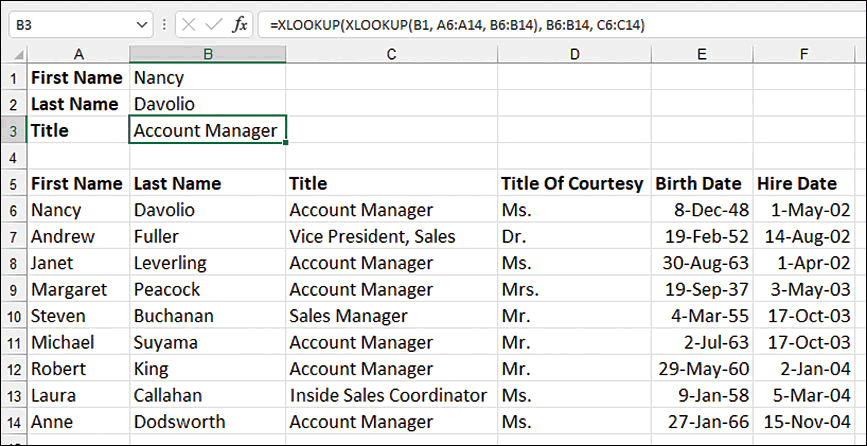 B3 fx =XLOOKUP(XLOOKUP(B1, A6:A14, B6:B14), B6:B14, C6:C14)
A B C D E F
1 First Name Nancy
2 Last Name Davolio
3 Title Account Manager
4
5 First Name Last Name Title Title Of Courtesy Birth Date Hire Date
6 Nancy Davolio Account Manager Ms. 8-Dec-48 1-May-02
7 Andrew Fuller Vice President, Sales Dr. 19-Feb-52 14-Aug-02
8 Janet Leverling Account Manager Ms. 30-Aug-63 1-Apr-02
9 Margaret Peacock Account Manager Mrs. 19-Sep-37 3-May-03
10 Steven Buchanan Sales Manager Mr. 4-Mar-55 17-Oct-03
11 Michael Suyama Account Manager Mr. 2-Jul-63 17-Oct-03
12 Robert King Account Manager Mr. 29-May-60 2-Jan-04
13 Laura Callahan Inside Sales Coordinator Ms. 9-Jan-58 5-Mar-04
14 Anne Dodsworth Account Manager Ms. 27-Jan-66 15-Nov-04